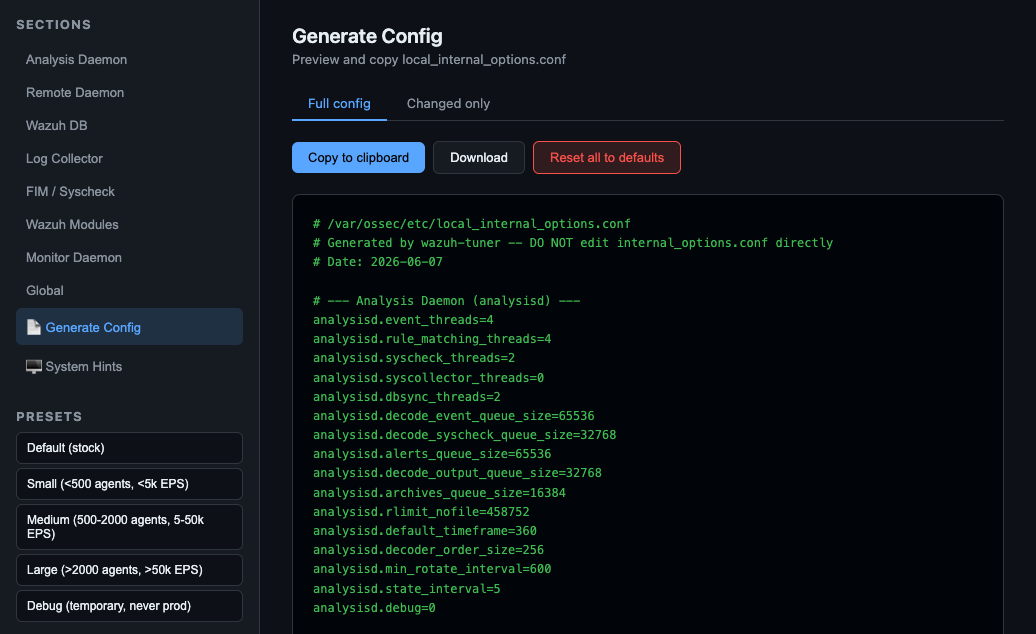 SECTIONS
Analysis Daemon
Remote Daemon
Wazuh DB
Log Collector
FIM / Syscheck
Wazuh Modules
Monitor Daemon
Global
Generate Config
System Hints
PRESETS
Default (stock)
Small (<500 agents, <5k EPS)
Medium (500-2000 agents, 5-50k
EPS)
Large (>2000 agents, >50k EPS)
Debug (temporary, never prod)
Generate Config
Preview and copy local_internal_options.conf
Full config
Changed only
Copy to clipboard
Download
Reset all to defaults
# /var/ossec/etc/local_internal_options.conf
# Generated by wazuh-tuner -- DO NOT edit internal_options.conf directly
# Date: 2026-06-07
# --- Analysis Daemon (analysisd) ---
analysisd.event_threads=4
analysisd.rule_matching_threads=4
analysisd.syscheck_threads=2
analysisd.syscollector_threads=0
analysisd.dbsync_threads=2
analysisd.decode_event_queue_size=65536
analysisd.decode_syscheck_queue_size=32768
analysisd.alerts_queue_size=65536
analysisd.decode_output_queue_size=32768
analysisd.archives_queue_size=16384
analysisd.rlimit_nofile=458752
analysisd.default_timeframe=360
analysisd.decoder_order_size=256
analysisd.min_rotate_interval=600
analysisd.state_interval=5
analysisd.debug=0